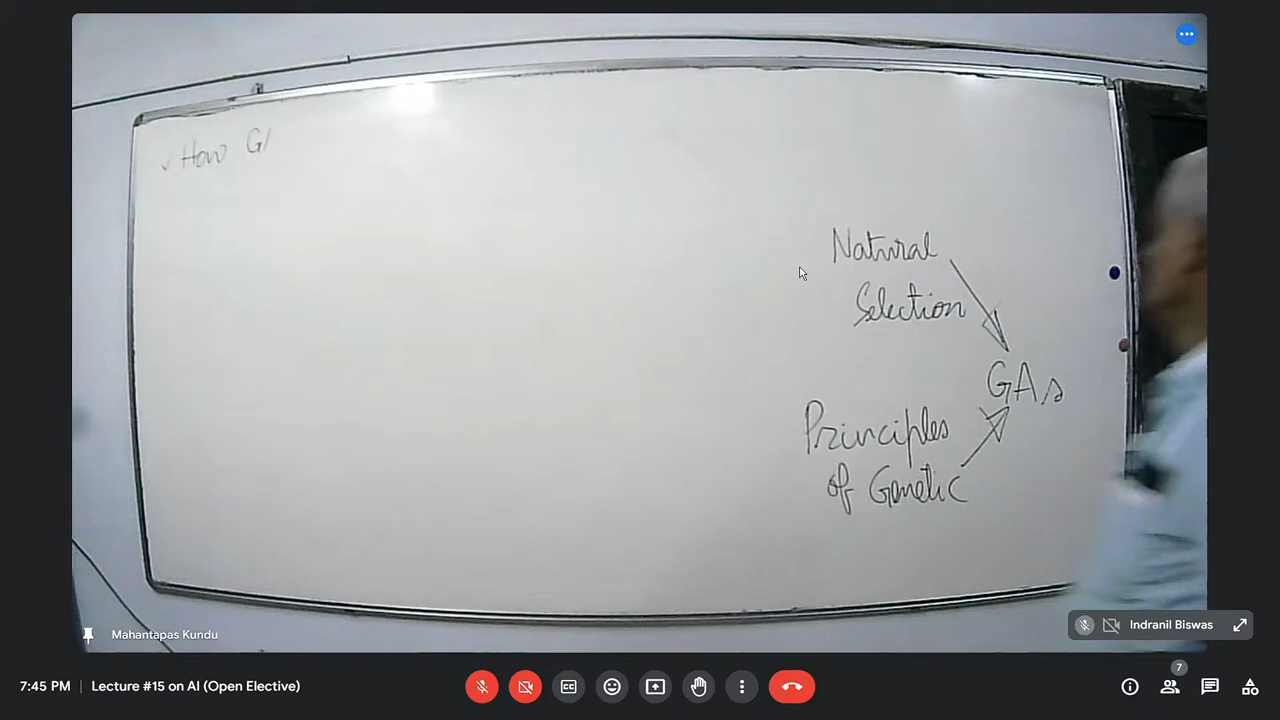 ✓ How GA
Natural
Selection
GAs
Principles
of Genetic
Mahantapas Kundu
Indranil Biswas
7:45 PM | Lecture #15 on AI (Open Elective)
7